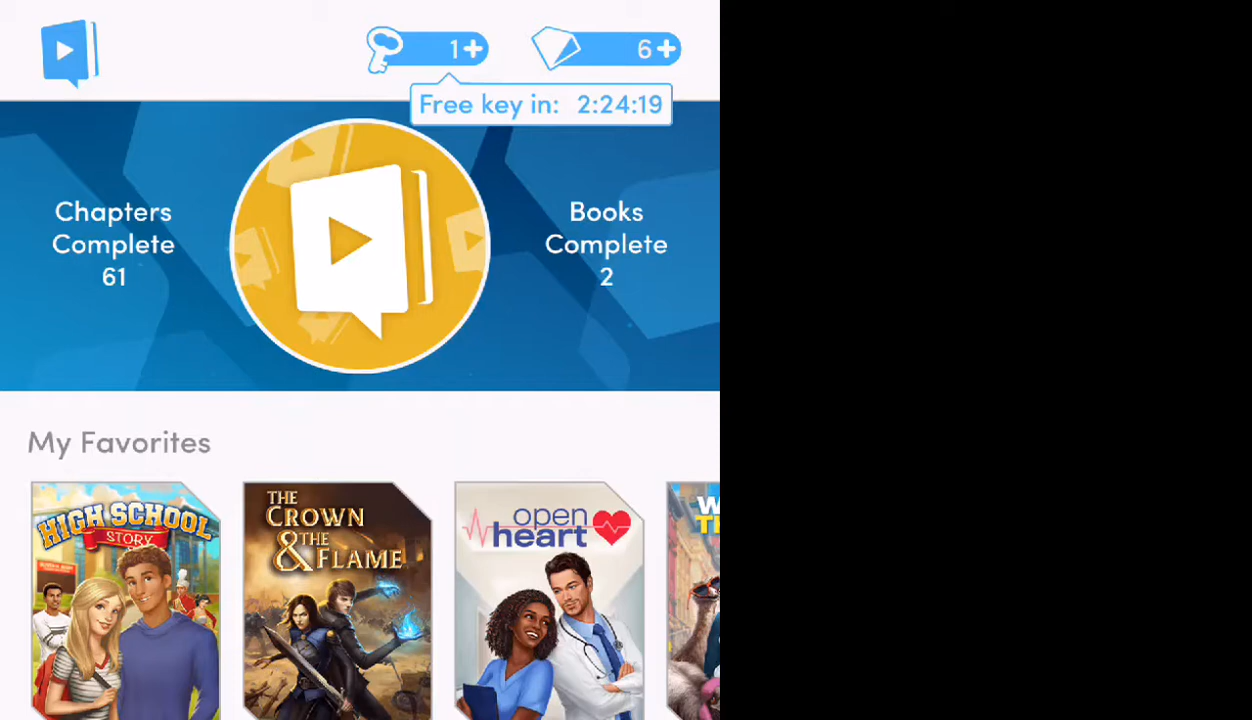 1+
6+
Free key in: 2:24:19
Chapters
Complete
61
Books
Complete
2
My Favorites
HIGH SCHOOL
STORY
THE
CROWN
& THE
FLAME
open
heart